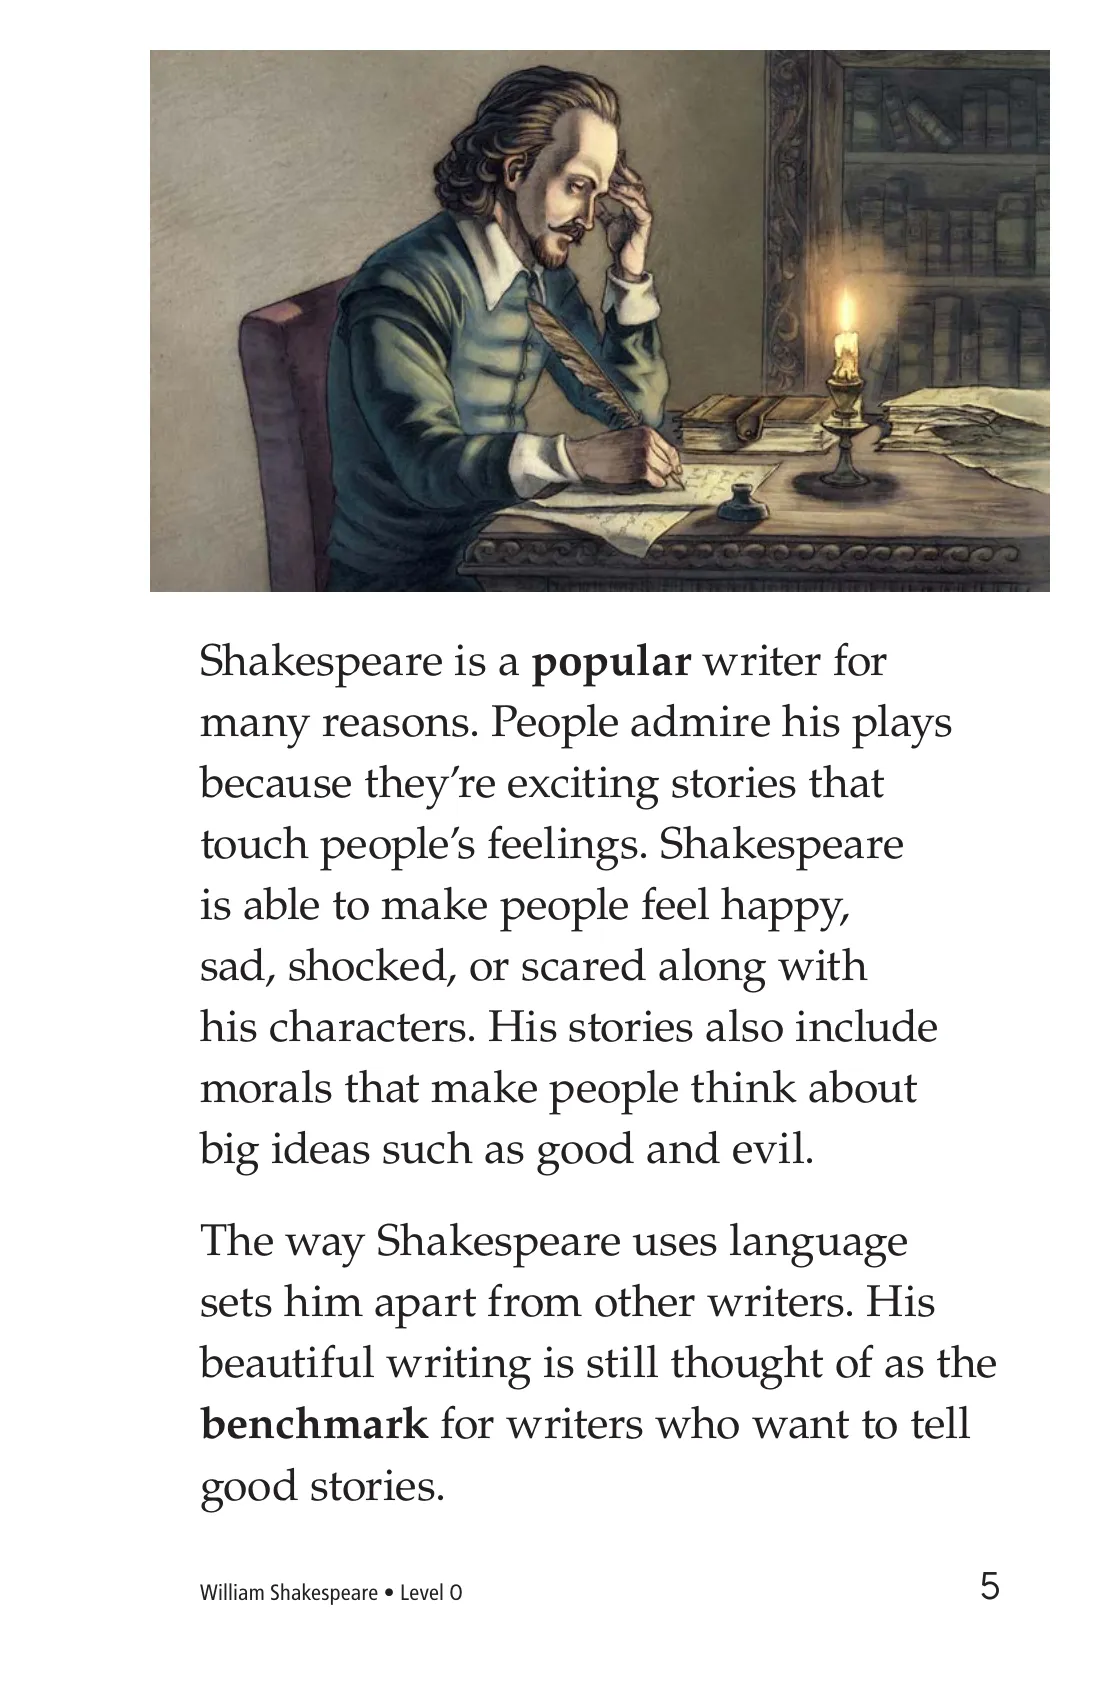 Shakespeare is a popular writer for
many reasons. People admire his plays
because they’re exciting stories that
touch people’s feelings. Shakespeare
is able to make people feel happy,
sad, shocked, or scared along with
his characters. His stories also include
morals that make people think about
big ideas such as good and evil.
The way Shakespeare uses language
sets him apart from other writers. His
beautiful writing is still thought of as the
benchmark for writers who want to tell
good stories.
William Shakespeare • Level O
5